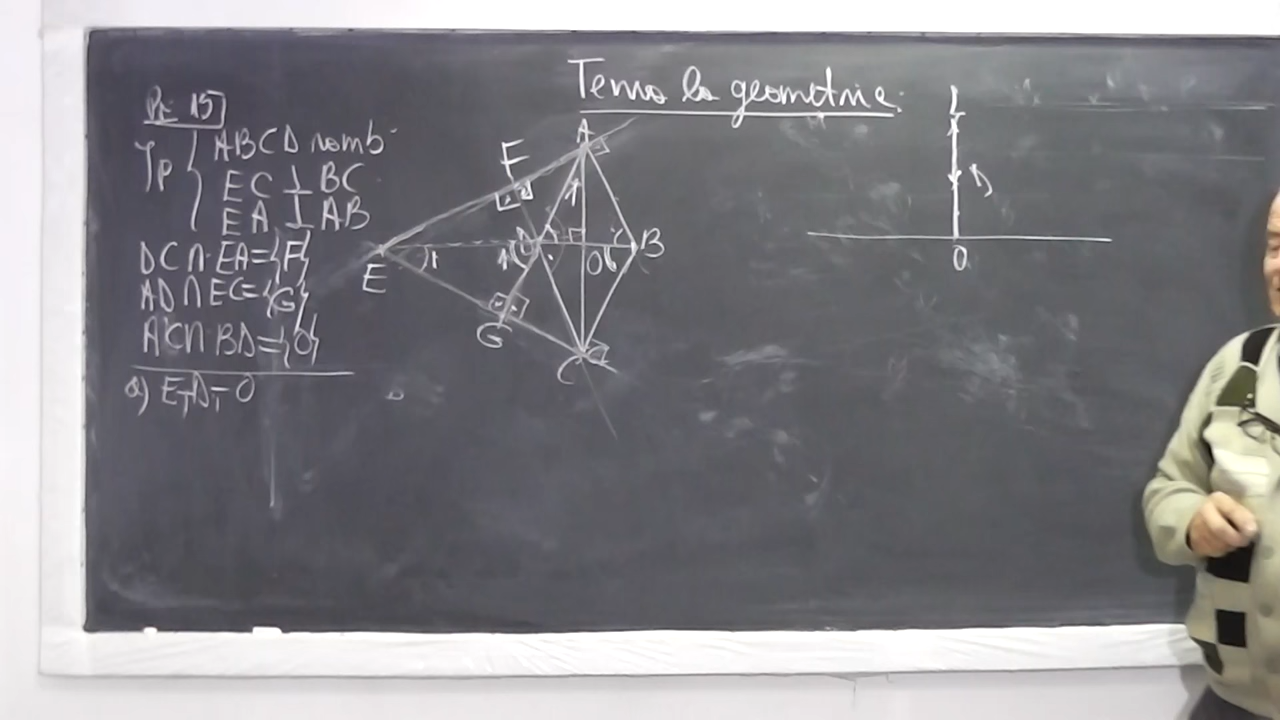 Tema la geometrie.
Pr 15
Ip { ABCD romb
EC ⊥ BC
EA ⊥ AB
DC ∩ EA = {F}
AD ∩ EC = {G}
AC ∩ BD = {O}
a) E, D, O
A
F
B
O
E
G
C
D
O